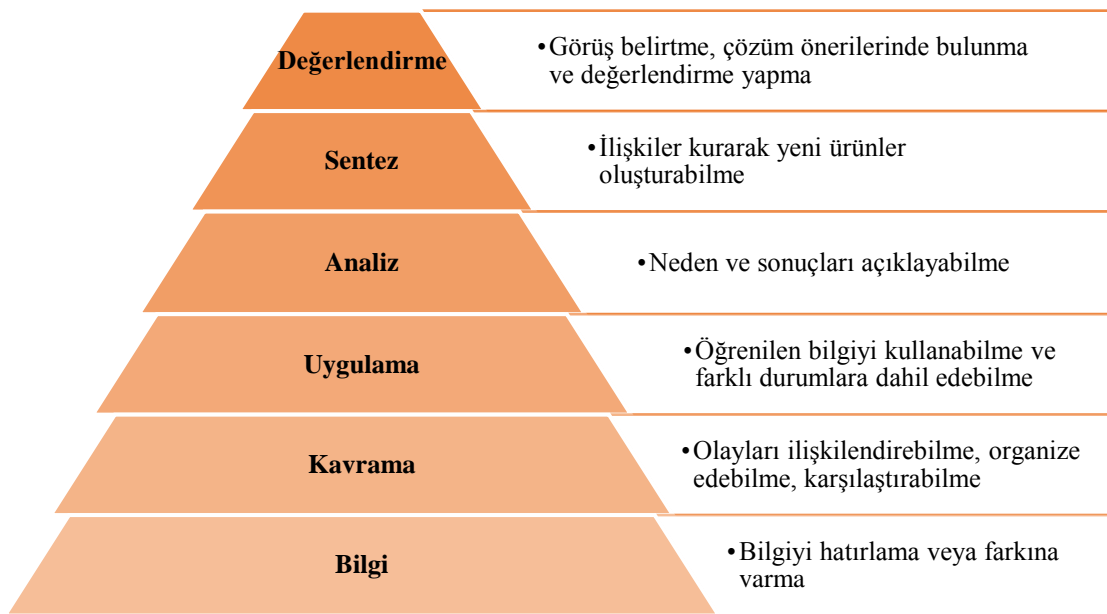 Değerlendirme
•Görüş belirtme, çözüm önerilerinde bulunma
ve değerlendirme yapma
Sentez
•İlişkiler kurarak yeni ürünler
oluşturabilme
Analiz
•Neden ve sonuçları açıklayabilme
Uygulama
•Öğrenilen bilgiyi kullanabilme ve
farklı durumlara dahil edebilme
Kavrama
•Olayları ilişkilendirebilme, organize
edebilme, karşılaştırabilme
Bilgi
•Bilgiyi hatırlama veya farkına
varma